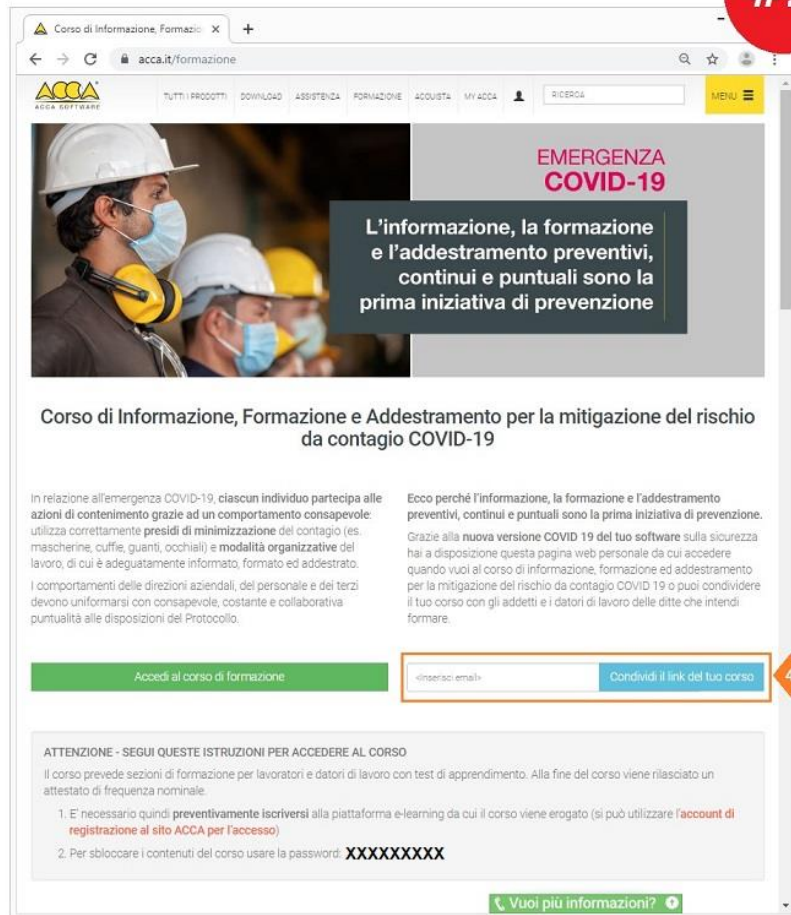 Corso di Informazione, Formazio
acca.it/formazione
ACCA
ACCA SOFTWARE
TUTTI I PRODOTTI DOWNLOAD ASSISTENZA FORMAZIONE ACQUISTA MY ACCA RICERCA MENU
EMERGENZA
COVID-19
L'informazione, la formazione
e l'addestramento preventivi,
continui e puntuali sono la
prima iniziativa di prevenzione
Corso di Informazione, Formazione e Addestramento per la mitigazione del rischio
da contagio COVID-19
In relazione all'emergenza COVID-19, ciascun individuo partecipa alle
azioni di contenimento grazie ad un comportamento consapevole:
utilizza correttamente presidi di minimizzazione del contagio (es.
mascherine, cuffie, guanti, occhiali) e modalità organizzative del
lavoro, di cui è adeguatamente informato, formato ed addestrato.
I comportamenti delle direzioni aziendali, del personale e dei terzi
devono uniformarsi con consapevole, costante e collaborativa
puntualità alle disposizioni del Protocollo.
Ecco perché l'informazione, la formazione e l'addestramento
preventivi, continui e puntuali sono la prima iniziativa di prevenzione.
Grazie alla nuova versione COVID 19 del tuo software sulla sicurezza
hai a disposizione questa pagina web personale da cui accedere
quando vuoi al corso di informazione, formazione ed addestramento
per la mitigazione del rischio da contagio COVID 19 o puoi condividere
il tuo corso con gli addetti e i datori di lavoro delle ditte che intendi
formare.
Accedi al corso di formazione
<Inserisci email> Condividi il link del tuo corso
4
ATTENZIONE - SEGUI QUESTE ISTRUZIONI PER ACCEDERE AL CORSO
Il corso prevede sezioni di formazione per lavoratori e datori di lavoro con test di apprendimento. Alla fine del corso viene rilasciato un
attestato di frequenza nominale.
1. E' necessario quindi preventivamente iscriversi alla piattaforma e-learning da cui il corso viene erogato (si può utilizzare l'account di
registrazione al sito ACCA per l'accesso)
2. Per sbloccare i contenuti del corso usare la password: XXXXXXXXX
Vuoi più informazioni?